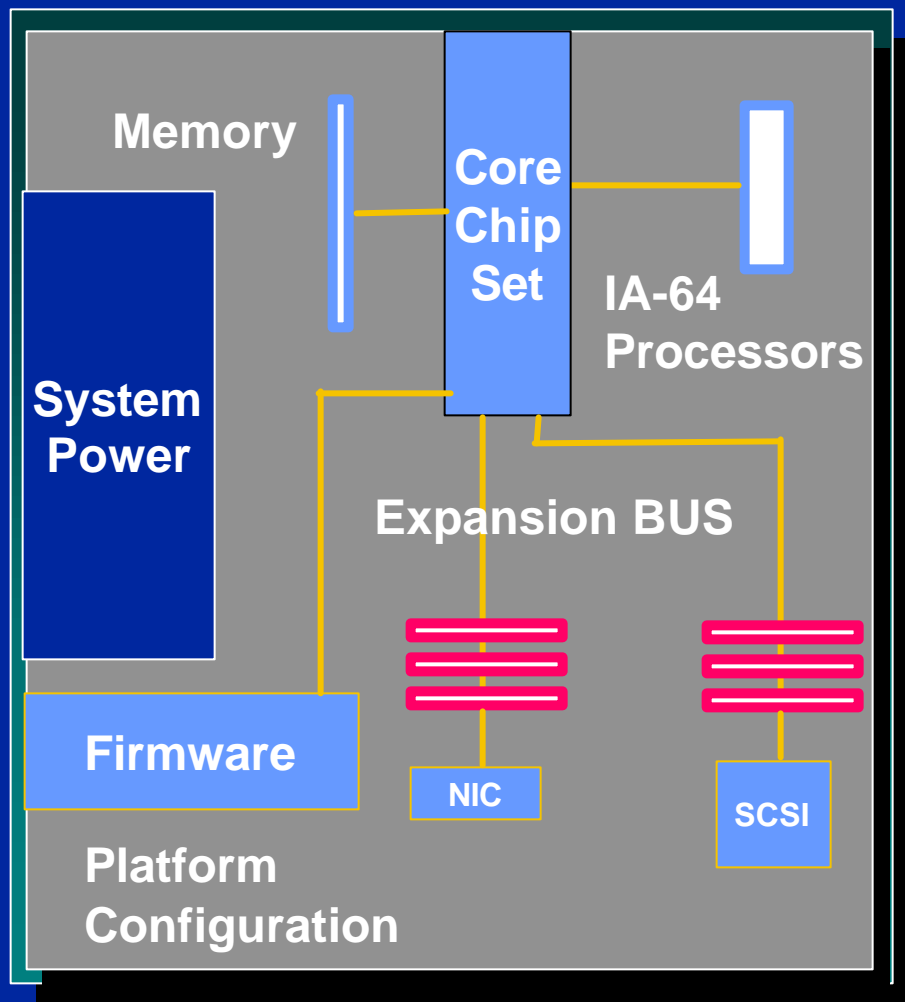 Memory
Core
Chip
Set
IA-64
Processors
System
Power
Expansion BUS
Firmware
NIC
SCSI
Platform
Configuration